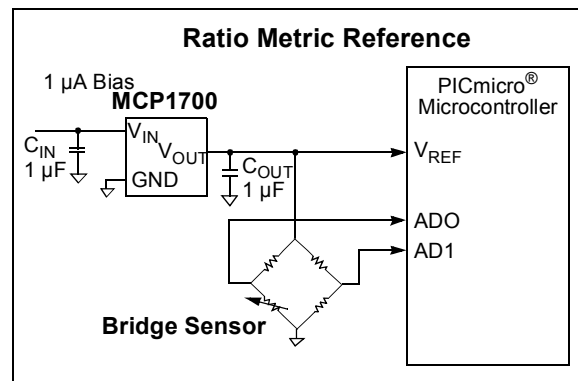 Ratio Metric Reference
1 µA Bias
MCP1700
PICmicro®
Microcontroller
CIN
1 µF
VIN
VOUT
GND
COUT
1 µF
VREF
ADO
AD1
Bridge Sensor